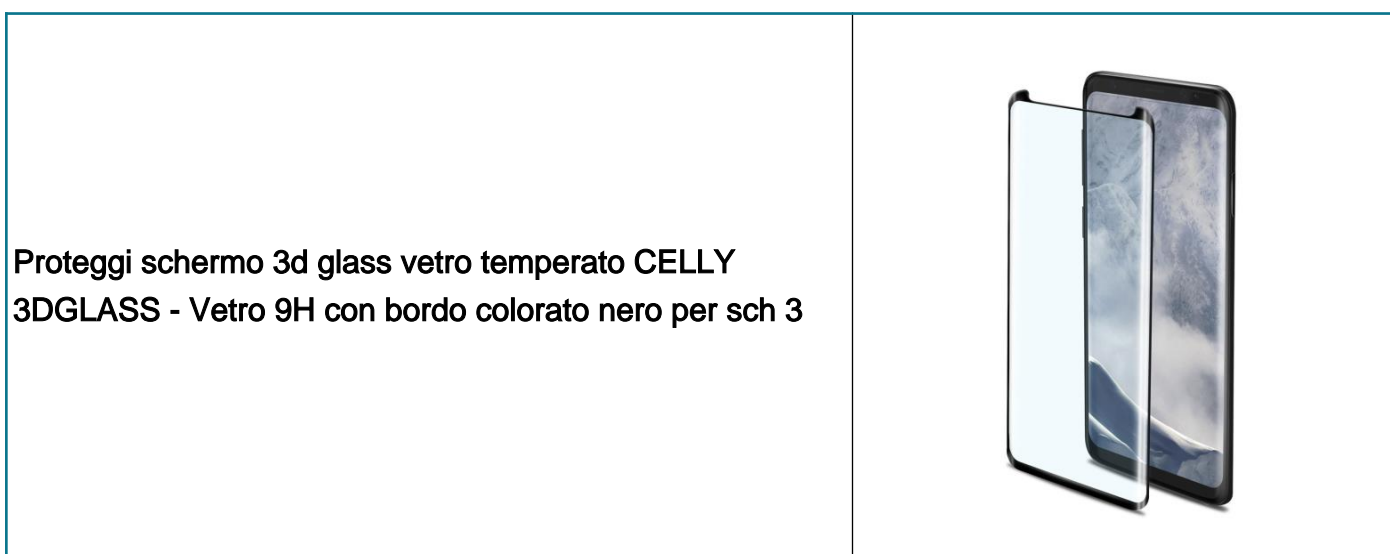 Proteggi schermo 3d glass vetro temperato CELLY
3DGLASS - Vetro 9H con bordo colorato nero per sch 3